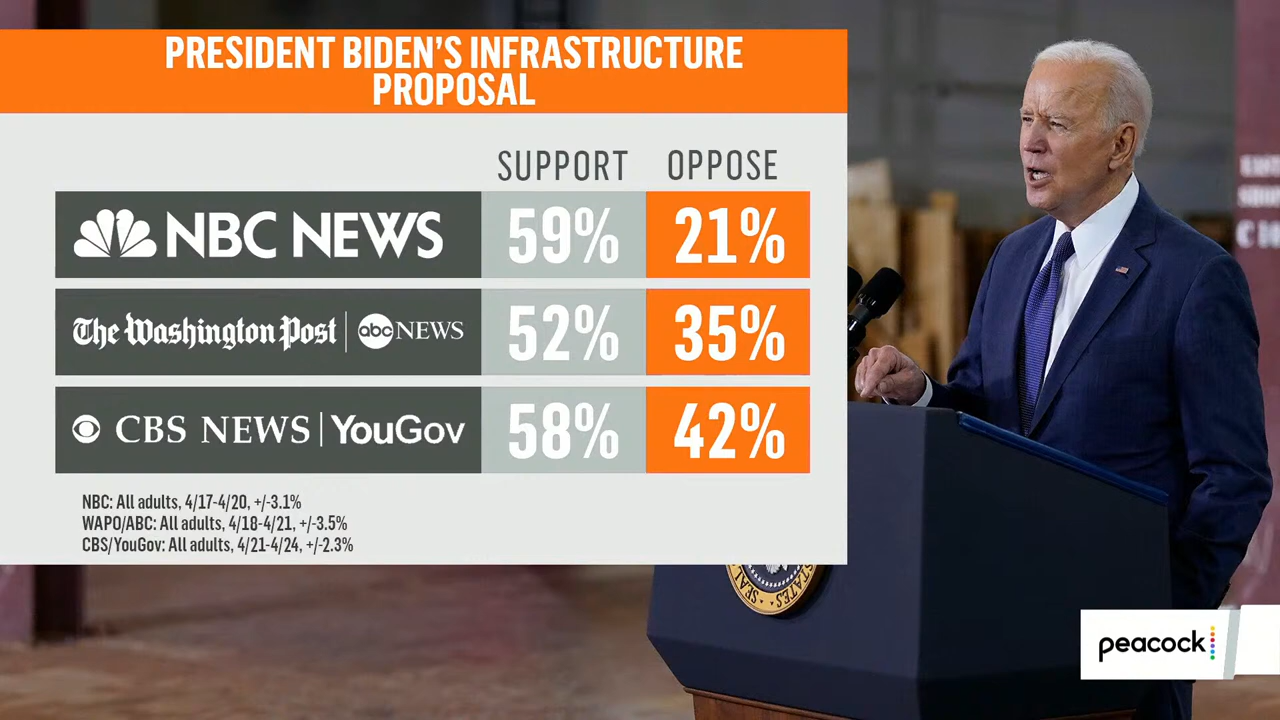 PRESIDENT BIDEN'S INFRASTRUCTURE
PROPOSAL
SUPPORT OPPOSE
NBC NEWS 59% 21%
The Washington Post | abc NEWS 52% 35%
CBS NEWS | YouGov 58% 42%
NBC: All adults, 4/17-4/20, +/-3.1%
WAPO/ABC: All adults, 4/18-4/21, +/-3.5%
CBS/YouGov: All adults, 4/21-4/24, +/-2.3%
SEAL STATES
peacock